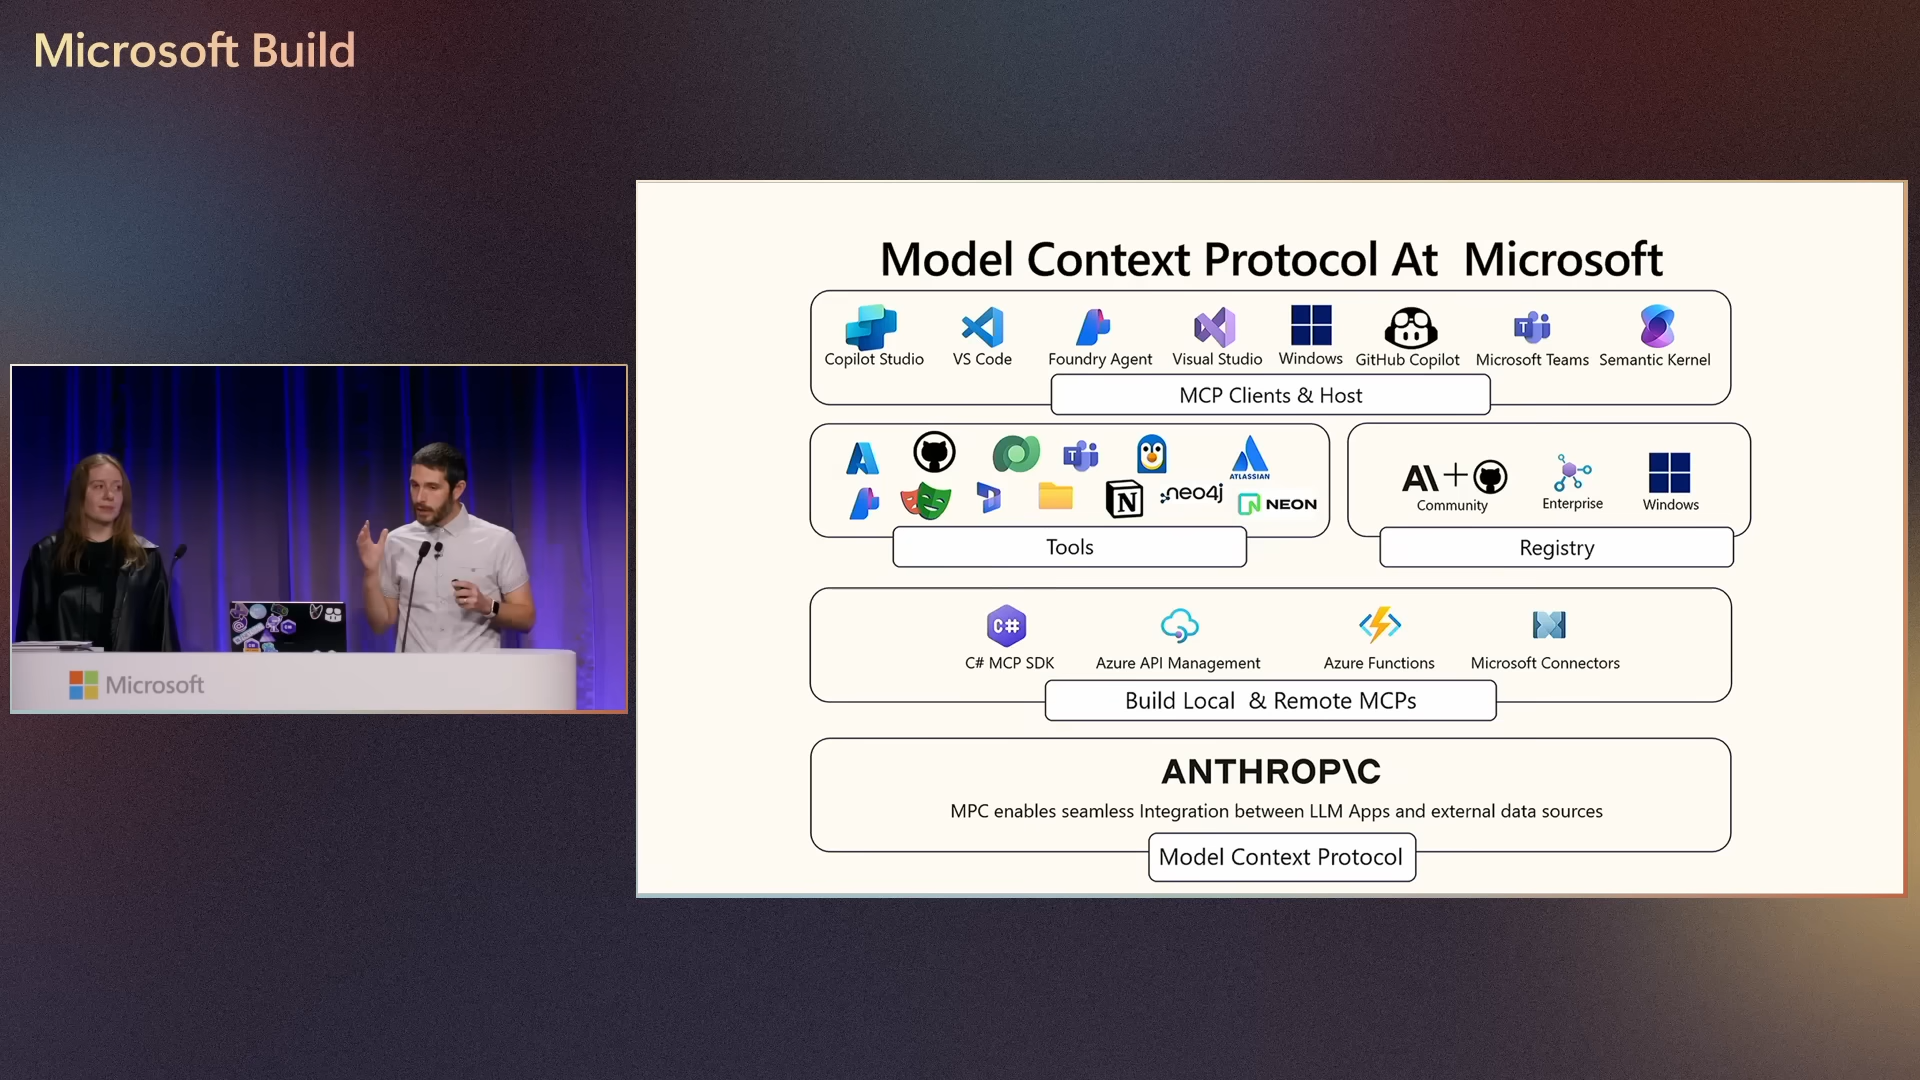 Microsoft Build
Model Context Protocol At Microsoft
Copilot Studio
VS Code
Foundry Agent
Visual Studio
Windows
GitHub Copilot
Microsoft Teams
Semantic Kernel
MCP Clients & Host
T
ATLASSIAN
N
neo4j
NEON
Tools
A\ +
Community
Enterprise
Windows
Registry
C#
C# MCP SDK
Azure API Management
Azure Functions
Microsoft Connectors
Build Local & Remote MCPs
ANTHROP\C
MPC enables seamless Integration between LLM Apps and external data sources
Model Context Protocol
Microsoft